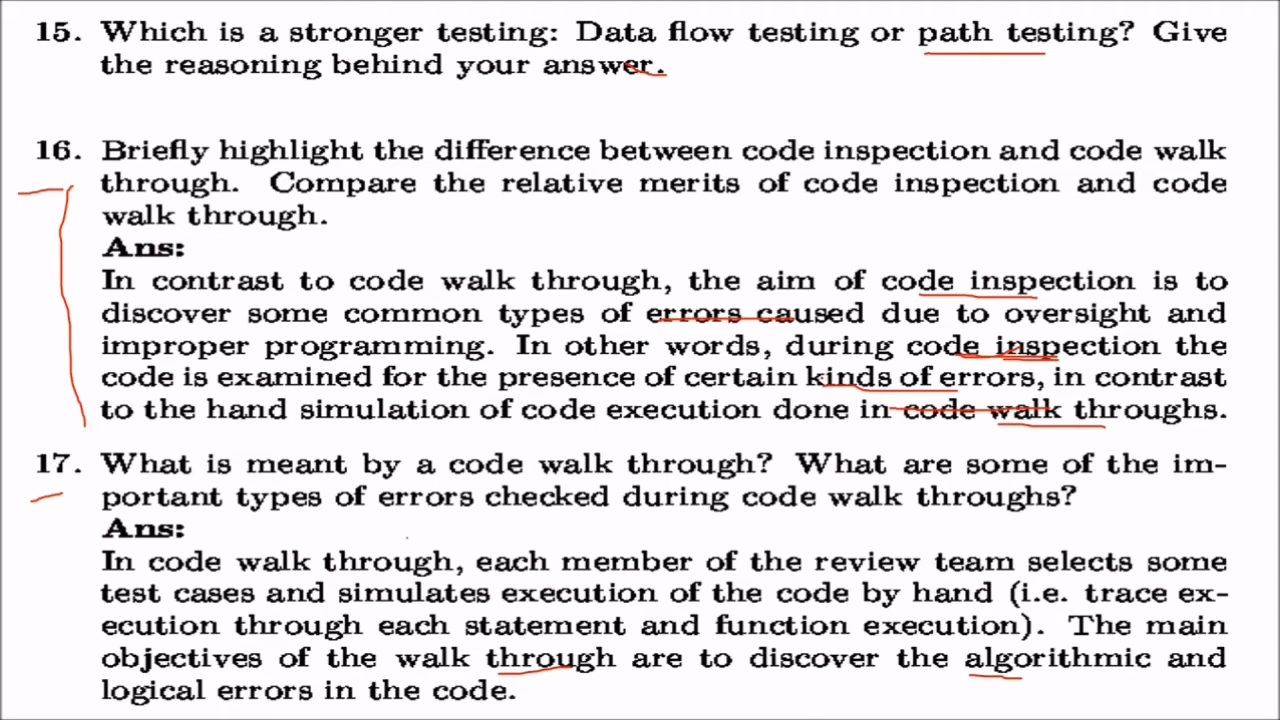 15. Which is a stronger testing: Data flow testing or path testing? Give
the reasoning behind your answer.
16. Briefly highlight the difference between code inspection and code walk
through. Compare the relative merits of code inspection and code
walk through.
Ans:
In contrast to code walk through, the aim of code inspection is to
discover some common types of errors caused due to oversight and
improper programming. In other words, during code inspection the
code is examined for the presence of certain kinds of errors, in contrast
to the hand simulation of code execution done in code walk throughs.
17. What is meant by a code walk through? What are some of the im-
portant types of errors checked during code walk throughs?
Ans:
In code walk through, each member of the review team selects some
test cases and simulates execution of the code by hand (i.e. trace ex-
ecution through each statement and function execution). The main
objectives of the walk through are to discover the algorithmic and
logical errors in the code.